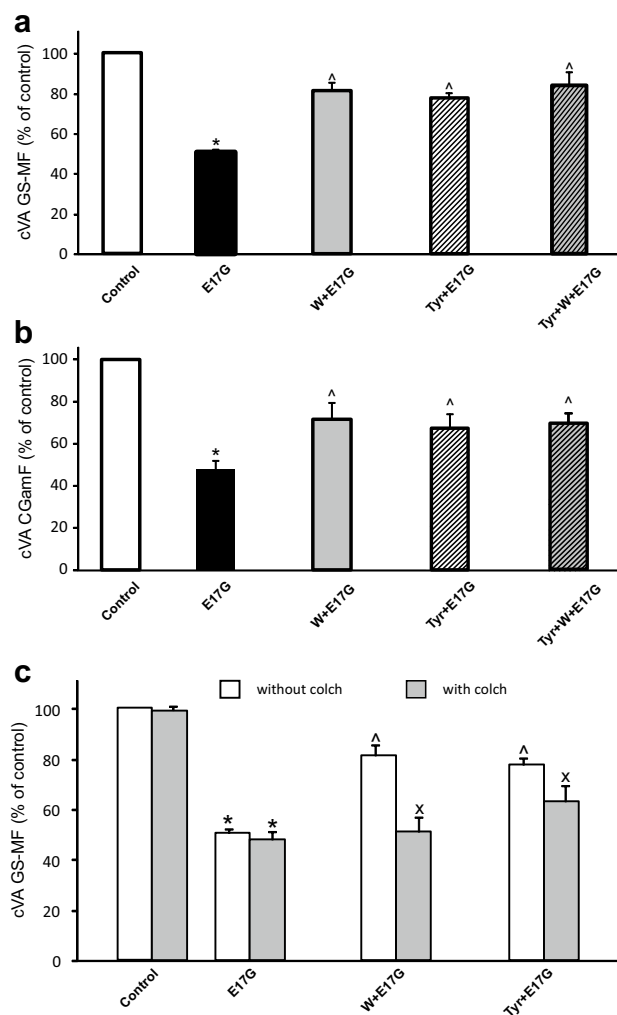 a
cVA GS-MF (% of control)
100
80
60
40
20
0
*
^
^
^
Control
E17G
W+E17G
Tyr+E17G
Tyr+W+E17G
b
cVA CGamF (% of control)
100
80
60
40
20
0
*
^
^
^
Control
E17G
W+E17G
Tyr+E17G
Tyr+W+E17G
c
without colch
with colch
cVA GS-MF (% of control)
100
80
60
40
20
0
* *
^ x
^ x
Control
E17G
W+E17G
Tyr+E17G